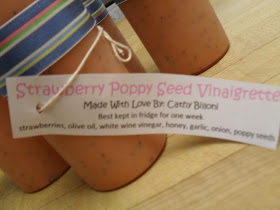 Strawberry Poppy Seed Vinaigrette
Made With Love By: Cathy Biggni
Best kept in fridge for one week
strawberries, olive oil, white wine vinegar, honey, garlic, onion, poppy seeds